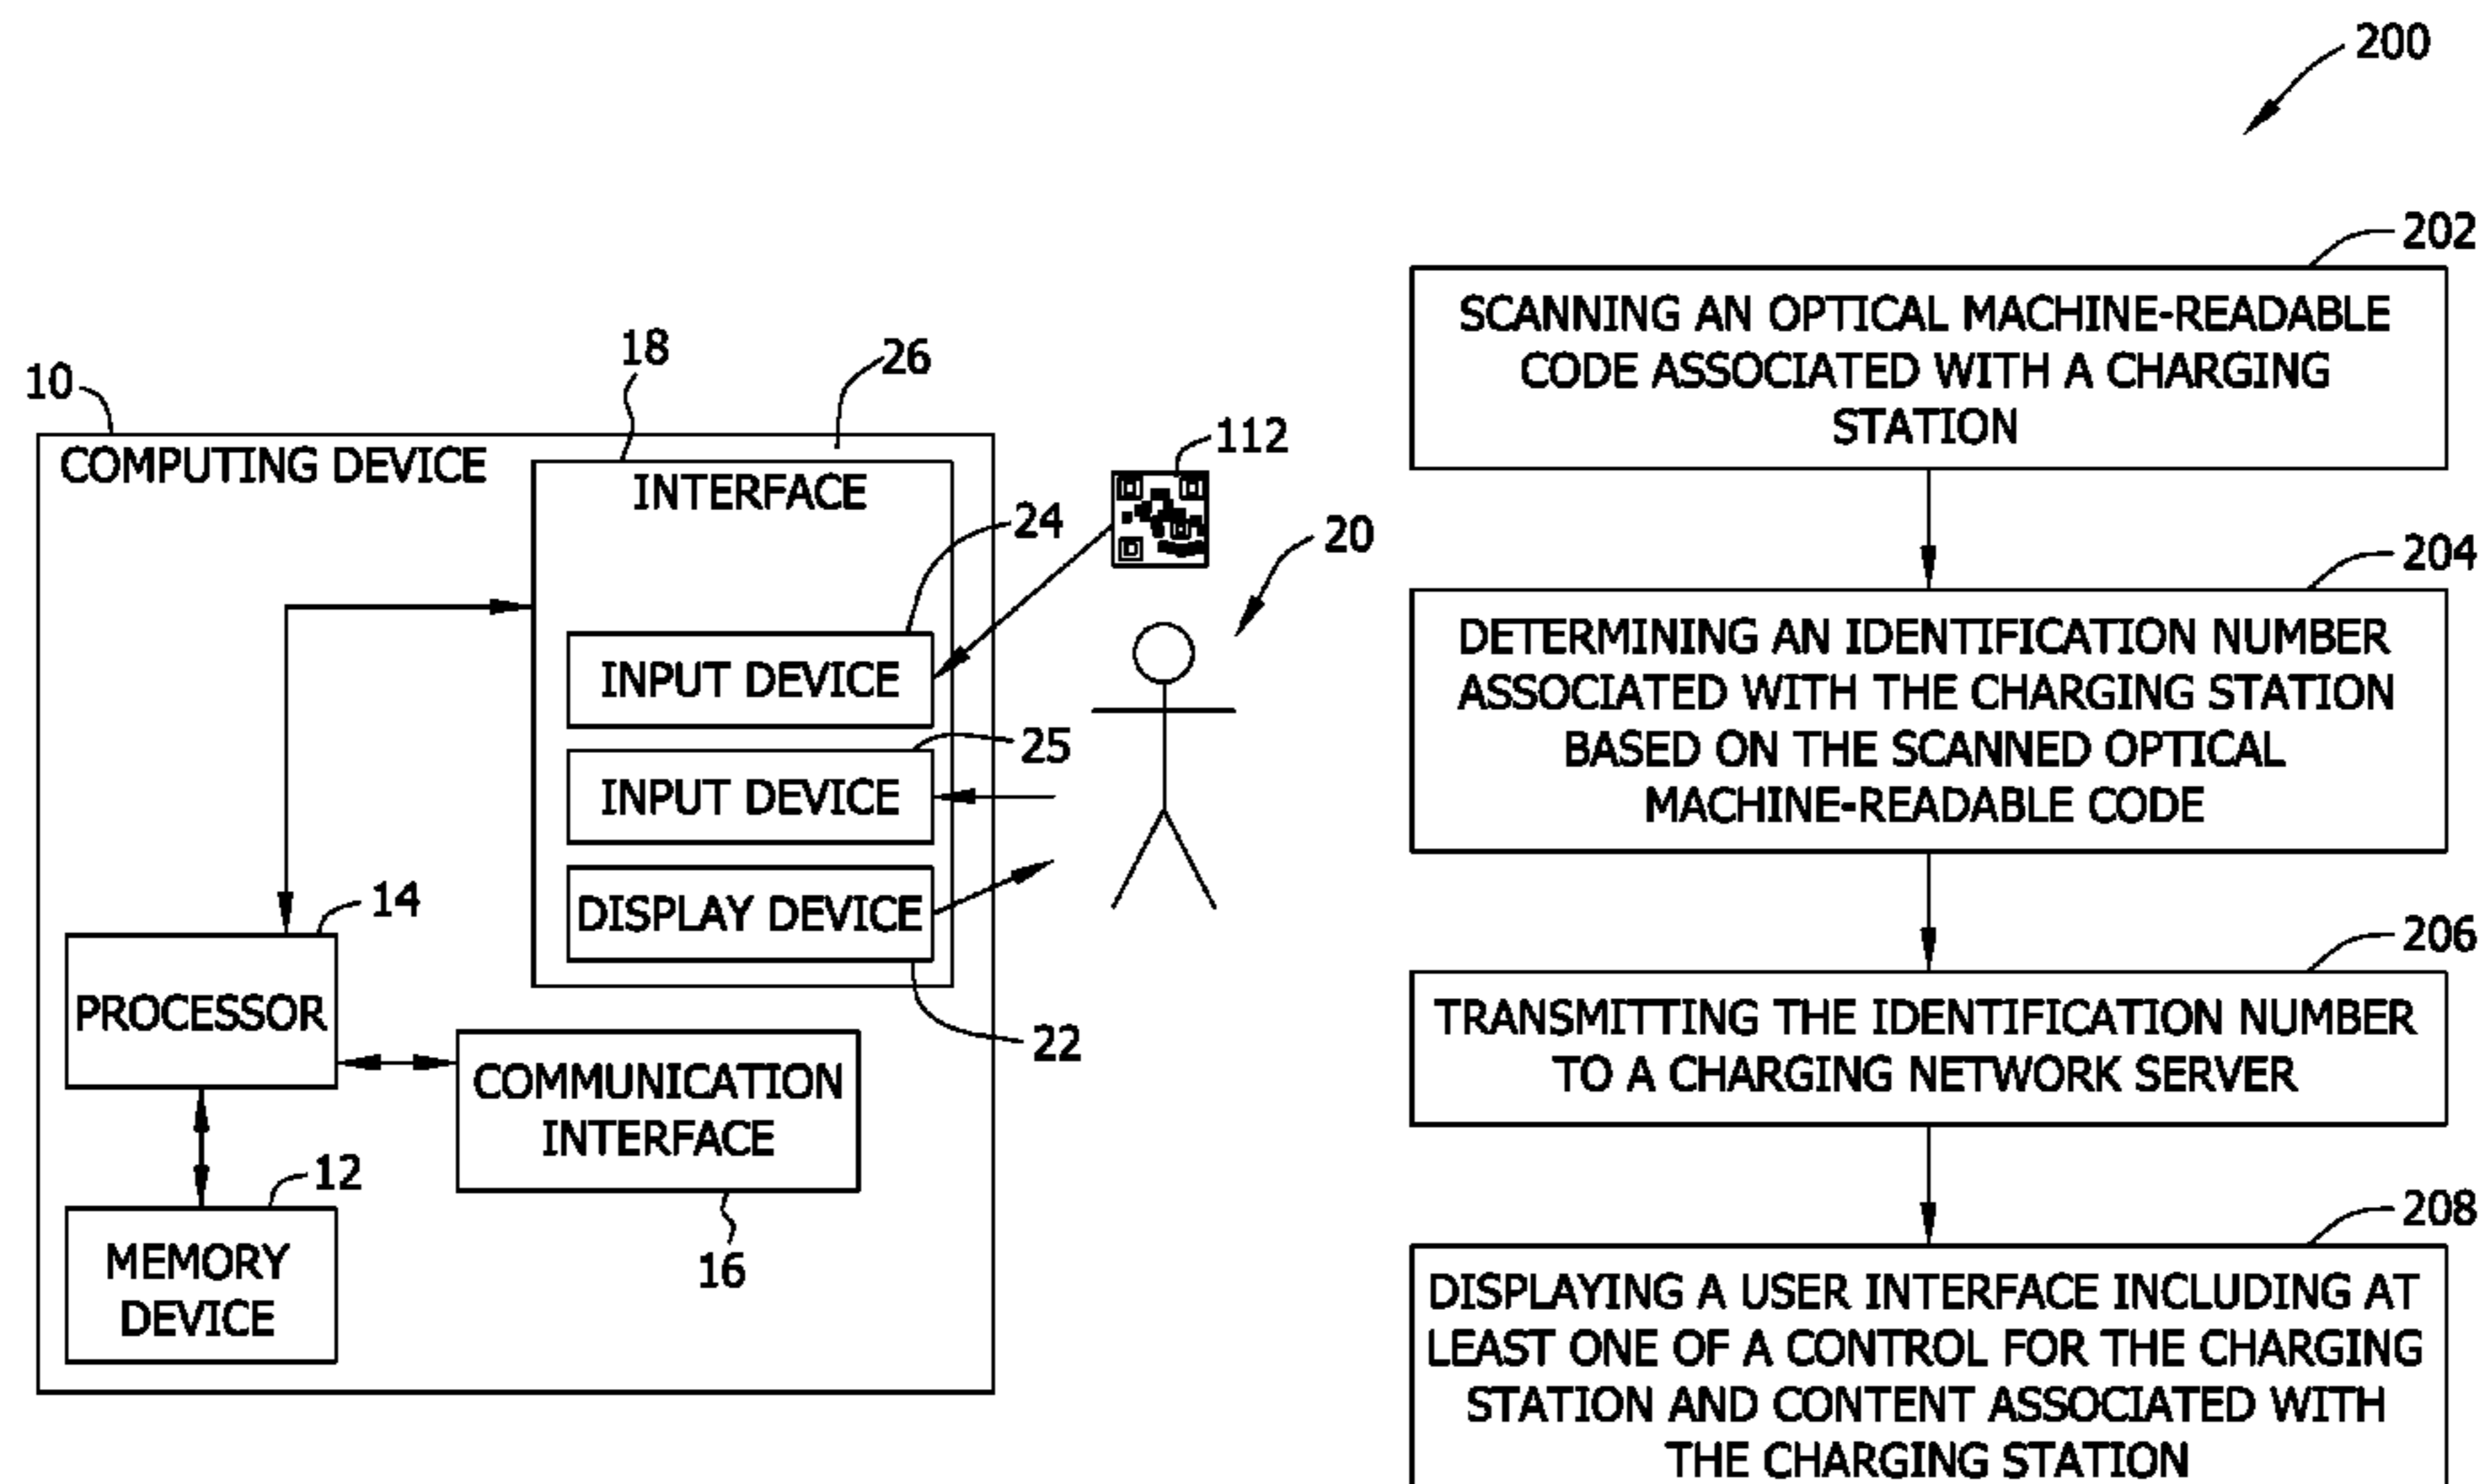 200
202
SCANNING AN OPTICAL MACHINE-READABLE
CODE ASSOCIATED WITH A CHARGING
STATION
204
DETERMINING AN IDENTIFICATION NUMBER
ASSOCIATED WITH THE CHARGING STATION
BASED ON THE SCANNED OPTICAL
MACHINE-READABLE CODE
206
TRANSMITTING THE IDENTIFICATION NUMBER
TO A CHARGING NETWORK SERVER
208
DISPLAYING A USER INTERFACE INCLUDING AT
LEAST ONE OF A CONTROL FOR THE CHARGING
STATION AND CONTENT ASSOCIATED WITH
THE CHARGING STATION
10
18
26
COMPUTING DEVICE
INTERFACE
112
24
20
INPUT DEVICE
25
INPUT DEVICE
DISPLAY DEVICE
22
14
PROCESSOR
COMMUNICATION
INTERFACE
16
12
MEMORY
DEVICE